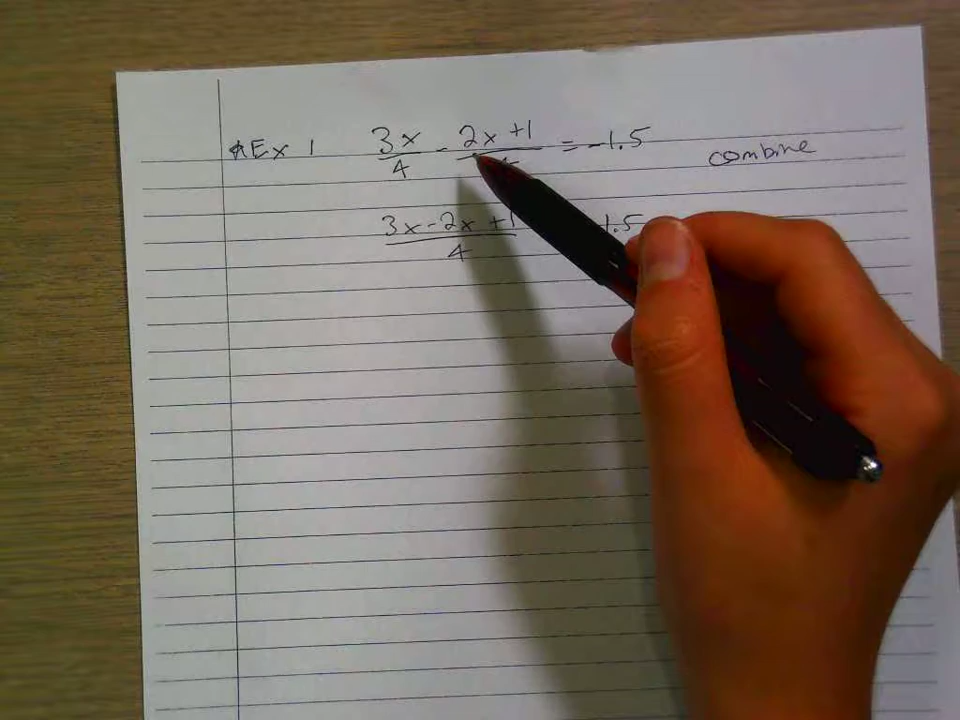 *Ex 1 3x/4 - 2x+1/ = -1.5 combine
3x-2x+1/4 1.5